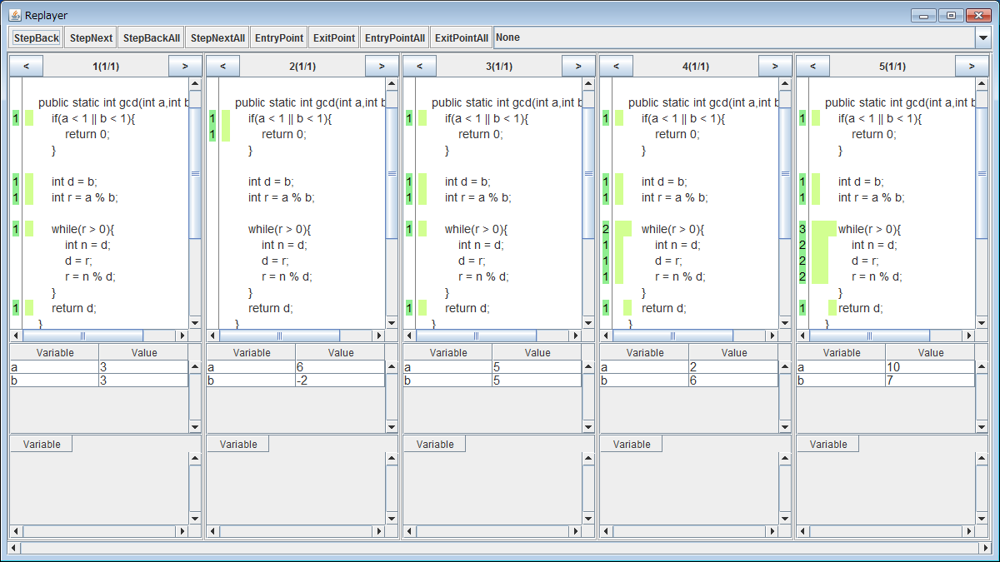 Replayer
StepBack StepNext StepBackAll StepNextAll EntryPoint ExitPoint EntryPointAll ExitPointAll None
< 1(1/1) >
public static int gcd(int a,int b
1 if(a < 1 || b < 1){
return 0;
}
1 int d = b;
1 int r = a % b;
1 while(r > 0){
int n = d;
d = r;
r = n % d;
}
1 return d;
}
Variable Value
a 3
b 3
Variable
< 2(1/1) >
public static int gcd(int a,int b
1 if(a < 1 || b < 1){
1 return 0;
}
int d = b;
int r = a % b;
while(r > 0){
int n = d;
d = r;
r = n % d;
}
return d;
}
Variable Value
a 6
b -2
Variable
< 3(1/1) >
public static int gcd(int a,int b
1 if(a < 1 || b < 1){
return 0;
}
1 int d = b;
1 int r = a % b;
1 while(r > 0){
int n = d;
d = r;
r = n % d;
}
1 return d;
}
Variable Value
a 5
b 5
Variable
< 4(1/1) >
public static int gcd(int a,int b
1 if(a < 1 || b < 1){
return 0;
}
1 int d = b;
1 int r = a % b;
2 while(r > 0){
1 int n = d;
1 d = r;
1 r = n % d;
}
1 return d;
}
Variable Value
a 2
b 6
Variable
< 5(1/1) >
public static int gcd(int a,int b
1 if(a < 1 || b < 1){
return 0;
}
1 int d = b;
1 int r = a % b;
3 while(r > 0){
2 int n = d;
2 d = r;
2 r = n % d;
}
1 return d;
}
Variable Value
a 10
b 7
Variable